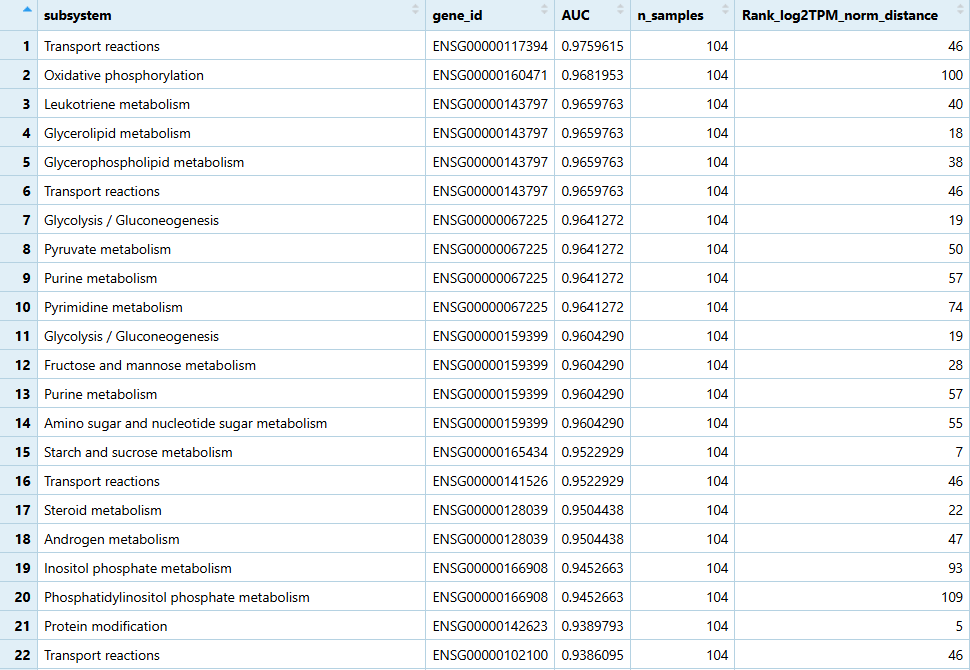 subsystem gene_id AUC n_samples Rank_log2TPM_norm_distance
1 Transport reactions ENSG00000117394 0.9759615 104 46
2 Oxidative phosphorylation ENSG00000160471 0.9681953 104 100
3 Leukotriene metabolism ENSG00000143797 0.9659763 104 40
4 Glycerolipid metabolism ENSG00000143797 0.9659763 104 18
5 Glycerophospholipid metabolism ENSG00000143797 0.9659763 104 38
6 Transport reactions ENSG00000143797 0.9659763 104 46
7 Glycolysis / Gluconeogenesis ENSG00000067225 0.9641272 104 19
8 Pyruvate metabolism ENSG00000067225 0.9641272 104 50
9 Purine metabolism ENSG00000067225 0.9641272 104 57
10 Pyrimidine metabolism ENSG00000067225 0.9641272 104 74
11 Glycolysis / Gluconeogenesis ENSG00000159399 0.9604290 104 19
12 Fructose and mannose metabolism ENSG00000159399 0.9604290 104 28
13 Purine metabolism ENSG00000159399 0.9604290 104 57
14 Amino sugar and nucleotide sugar metabolism ENSG00000159399 0.9604290 104 55
15 Starch and sucrose metabolism ENSG00000165434 0.9522929 104 7
16 Transport reactions ENSG00000141526 0.9522929 104 46
17 Steroid metabolism ENSG00000128039 0.9504438 104 22
18 Androgen metabolism ENSG00000128039 0.9504438 104 47
19 Inositol phosphate metabolism ENSG00000166908 0.9452663 104 93
20 Phosphatidylinositol phosphate metabolism ENSG00000166908 0.9452663 104 109
21 Protein modification ENSG00000142623 0.9389793 104 5
22 Transport reactions ENSG00000102100 0.9386095 104 46